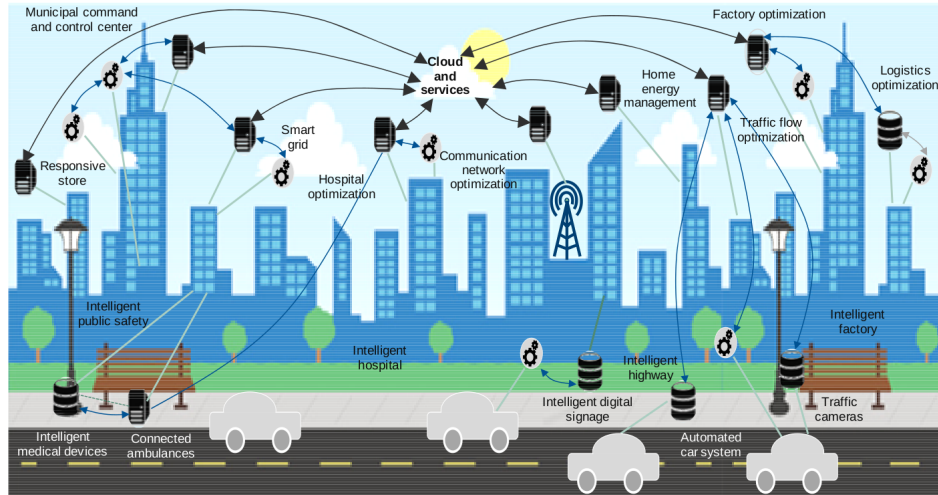 Municipal command
and control center
Factory optimization
Cloud
and
services
Home
energy
management
Logistics
optimization
Smart
grid
Traffic flow
optimization
Responsive
store
Hospital
optimization
Communication
network
optimization
Intelligent
public safety
Intelligent
hospital
Intelligent
highway
Intelligent
factory
Intelligent digital
signage
Traffic
cameras
Intelligent
medical devices
Connected
ambulances
Automated
car system